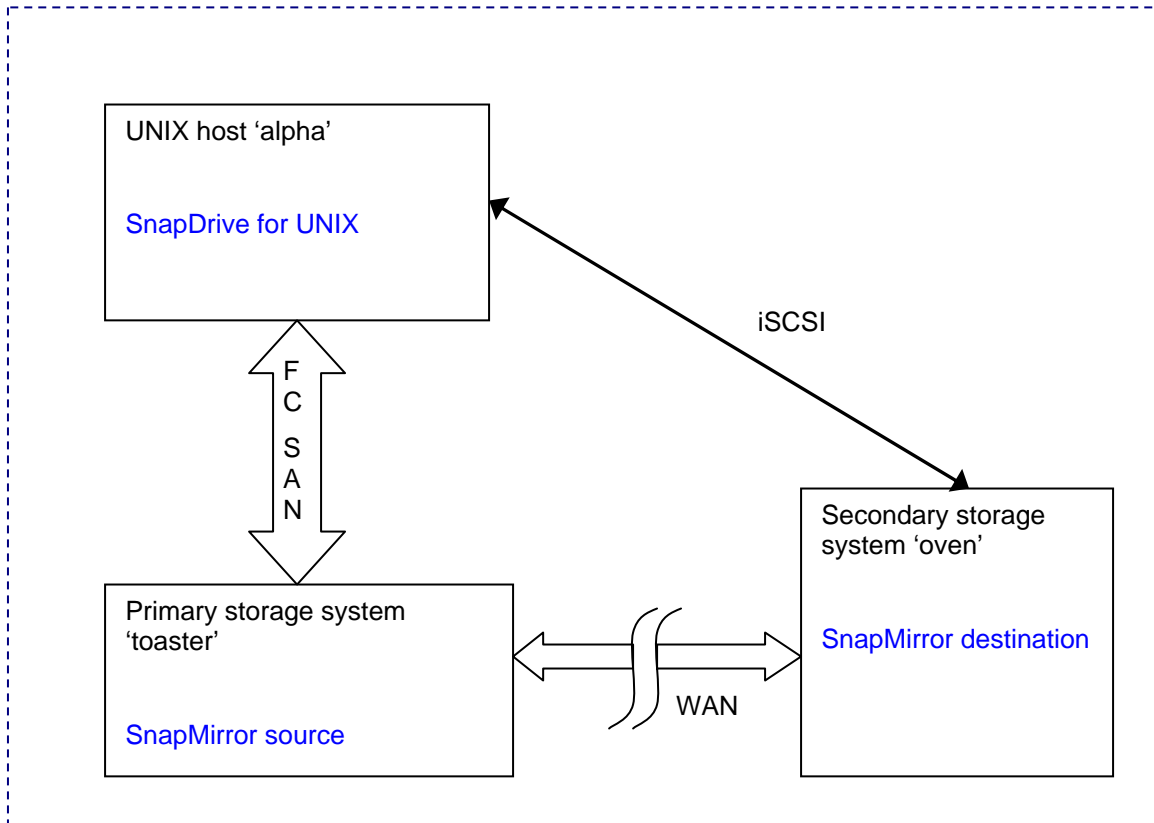 UNIX host ‘alpha’
SnapDrive for UNIX
iSCSI
F
C
S
A
N
Secondary storage
system ‘oven’
SnapMirror destination
Primary storage system
‘toaster’
SnapMirror source
WAN